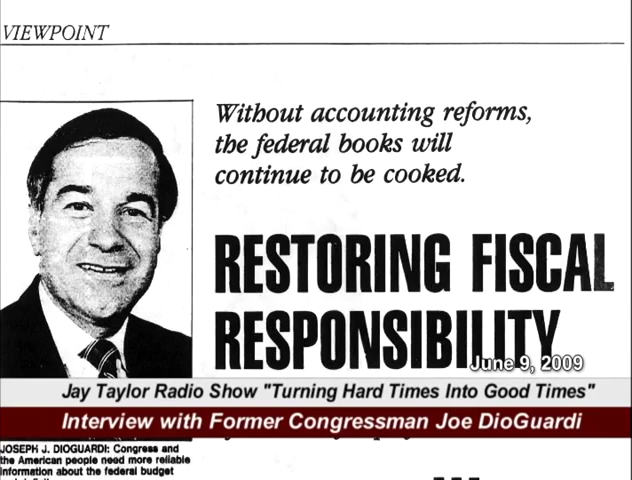 VIEWPOINT
Without accounting reforms,
the federal books will
continue to be cooked.
RESTORING FISCAL
RESPONSIBILITY
June 9, 2009
Jay Taylor Radio Show "Turning Hard Times Into Good Times"
Interview with Former Congressman Joe DioGuardi
JOSEPH J. DIOGUARDI: Congress and
the American people need more reliable
information about the federal budget